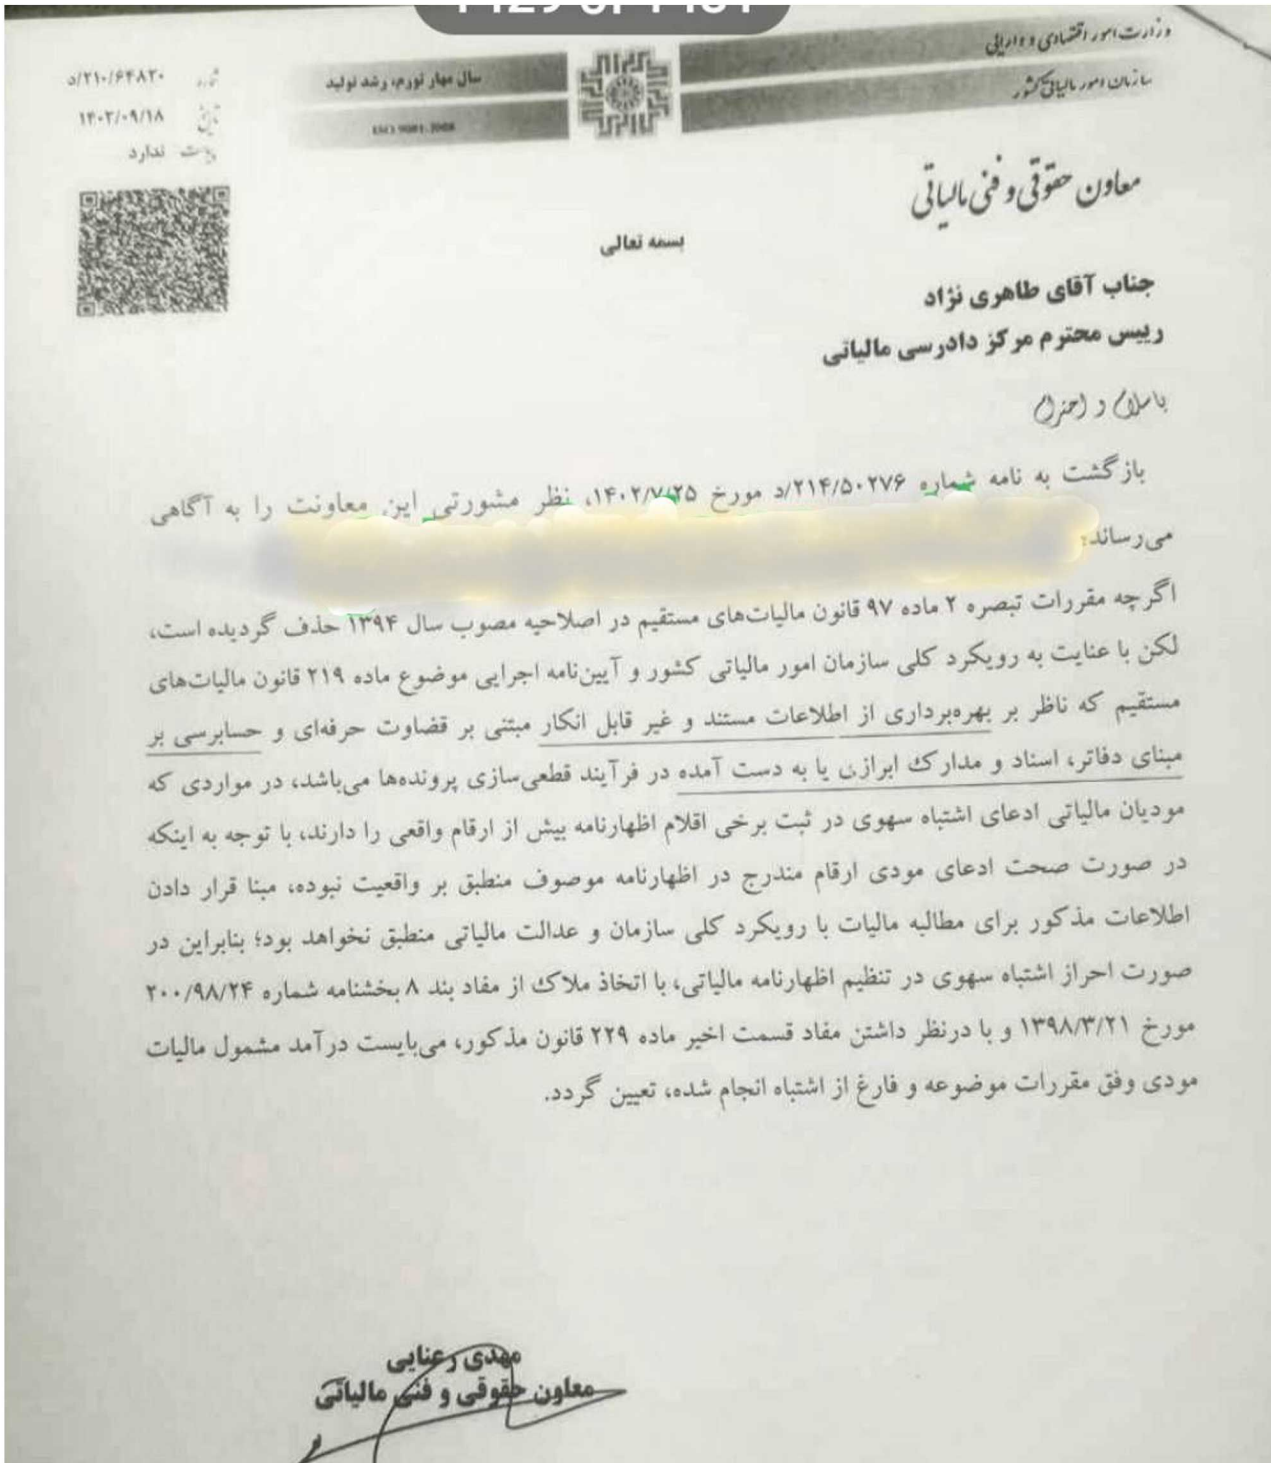 وزارت امور اقتصادی و دارایی
سازمان امور مالیاتی کشور
سال مهار تورم، رشد تولید
ISO 9001:2008
شماره ۲۱۰/۶۴۸۲۰/د
تاریخ ۱۴۰۲/۰۹/۱۸
پیوست ندارد
معاون حقوقی و فنی مالیاتی
بسمه تعالی
جناب آقای طاهری نژاد
رییس محترم مرکز دادرسی مالیاتی
باسلام و احترام
بازگشت به نامه شماره ۲۱۴/۵۰۲۷۶/د مورخ ۱۴۰۲/۷/۲۵، نظر مشورتی این معاونت را به آگاهی
می‌رساند:
اگرچه مقررات تبصره ۲ ماده ۹۷ قانون مالیات‌های مستقیم در اصلاحیه مصوب سال ۱۳۹۴ حذف گردیده است،
لکن با عنایت به رویکرد کلی سازمان امور مالیاتی کشور و آیین‌نامه اجرایی موضوع ماده ۲۱۹ قانون مالیات‌های
مستقیم که ناظر بر بهره‌برداری از اطلاعات مستند و غیر قابل انکار مبتنی بر قضاوت حرفه‌ای و حسابرسی بر
مبنای دفاتر، اسناد و مدارک ابرازی یا به دست آمده در فرآیند قطعی‌سازی پرونده‌ها می‌باشد، در مواردی که
مودیان مالیاتی ادعای اشتباه سهوی در ثبت برخی اقلام اظهارنامه بیش از ارقام واقعی را دارند، با توجه به اینکه
در صورت صحت ادعای مودی ارقام مندرج در اظهارنامه موصوف منطبق بر واقعیت نبوده، مبنا قرار دادن
اطلاعات مذکور برای مطالبه مالیات با رویکرد کلی سازمان و عدالت مالیاتی منطبق نخواهد بود؛ بنابراین در
صورت احراز اشتباه سهوی در تنظیم اظهارنامه مالیاتی، با اتخاذ ملاک از مفاد بند ۸ بخشنامه شماره ۲۰۰/۹۸/۲۴
مورخ ۱۳۹۸/۳/۲۱ و با درنظر داشتن مفاد قسمت اخیر ماده ۲۲۹ قانون مذکور، می‌بایست درآمد مشمول مالیات
مودی وفق مقررات موضوعه و فارغ از اشتباه انجام شده، تعیین گردد.
مهدی رعنایی
معاون حقوقی و فنی مالیاتی